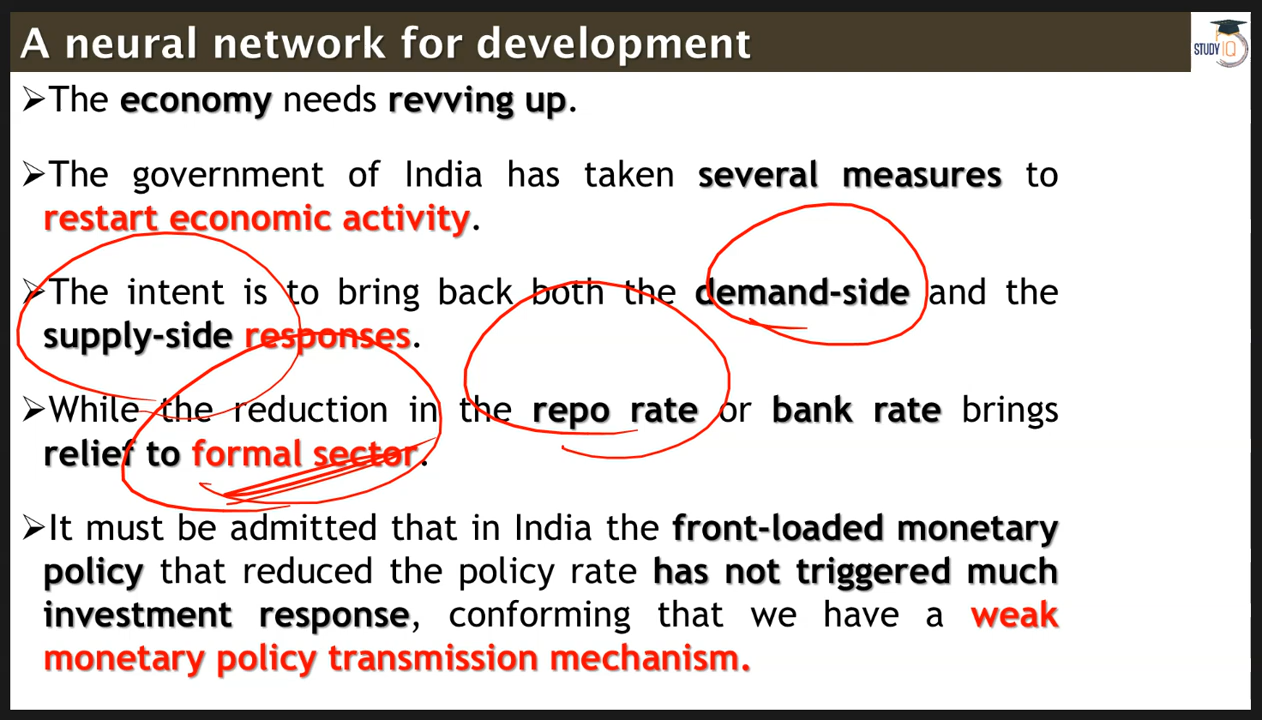 A neural network for development
STUDY IQ
➢The economy needs revving up.
➢The government of India has taken several measures to
restart economic activity.
➢The intent is to bring back both the demand-side and the
supply-side responses.
➢While the reduction in the repo rate or bank rate brings
relief to formal sector.
➢It must be admitted that in India the front-loaded monetary
policy that reduced the policy rate has not triggered much
investment response, conforming that we have a weak
monetary policy transmission mechanism.